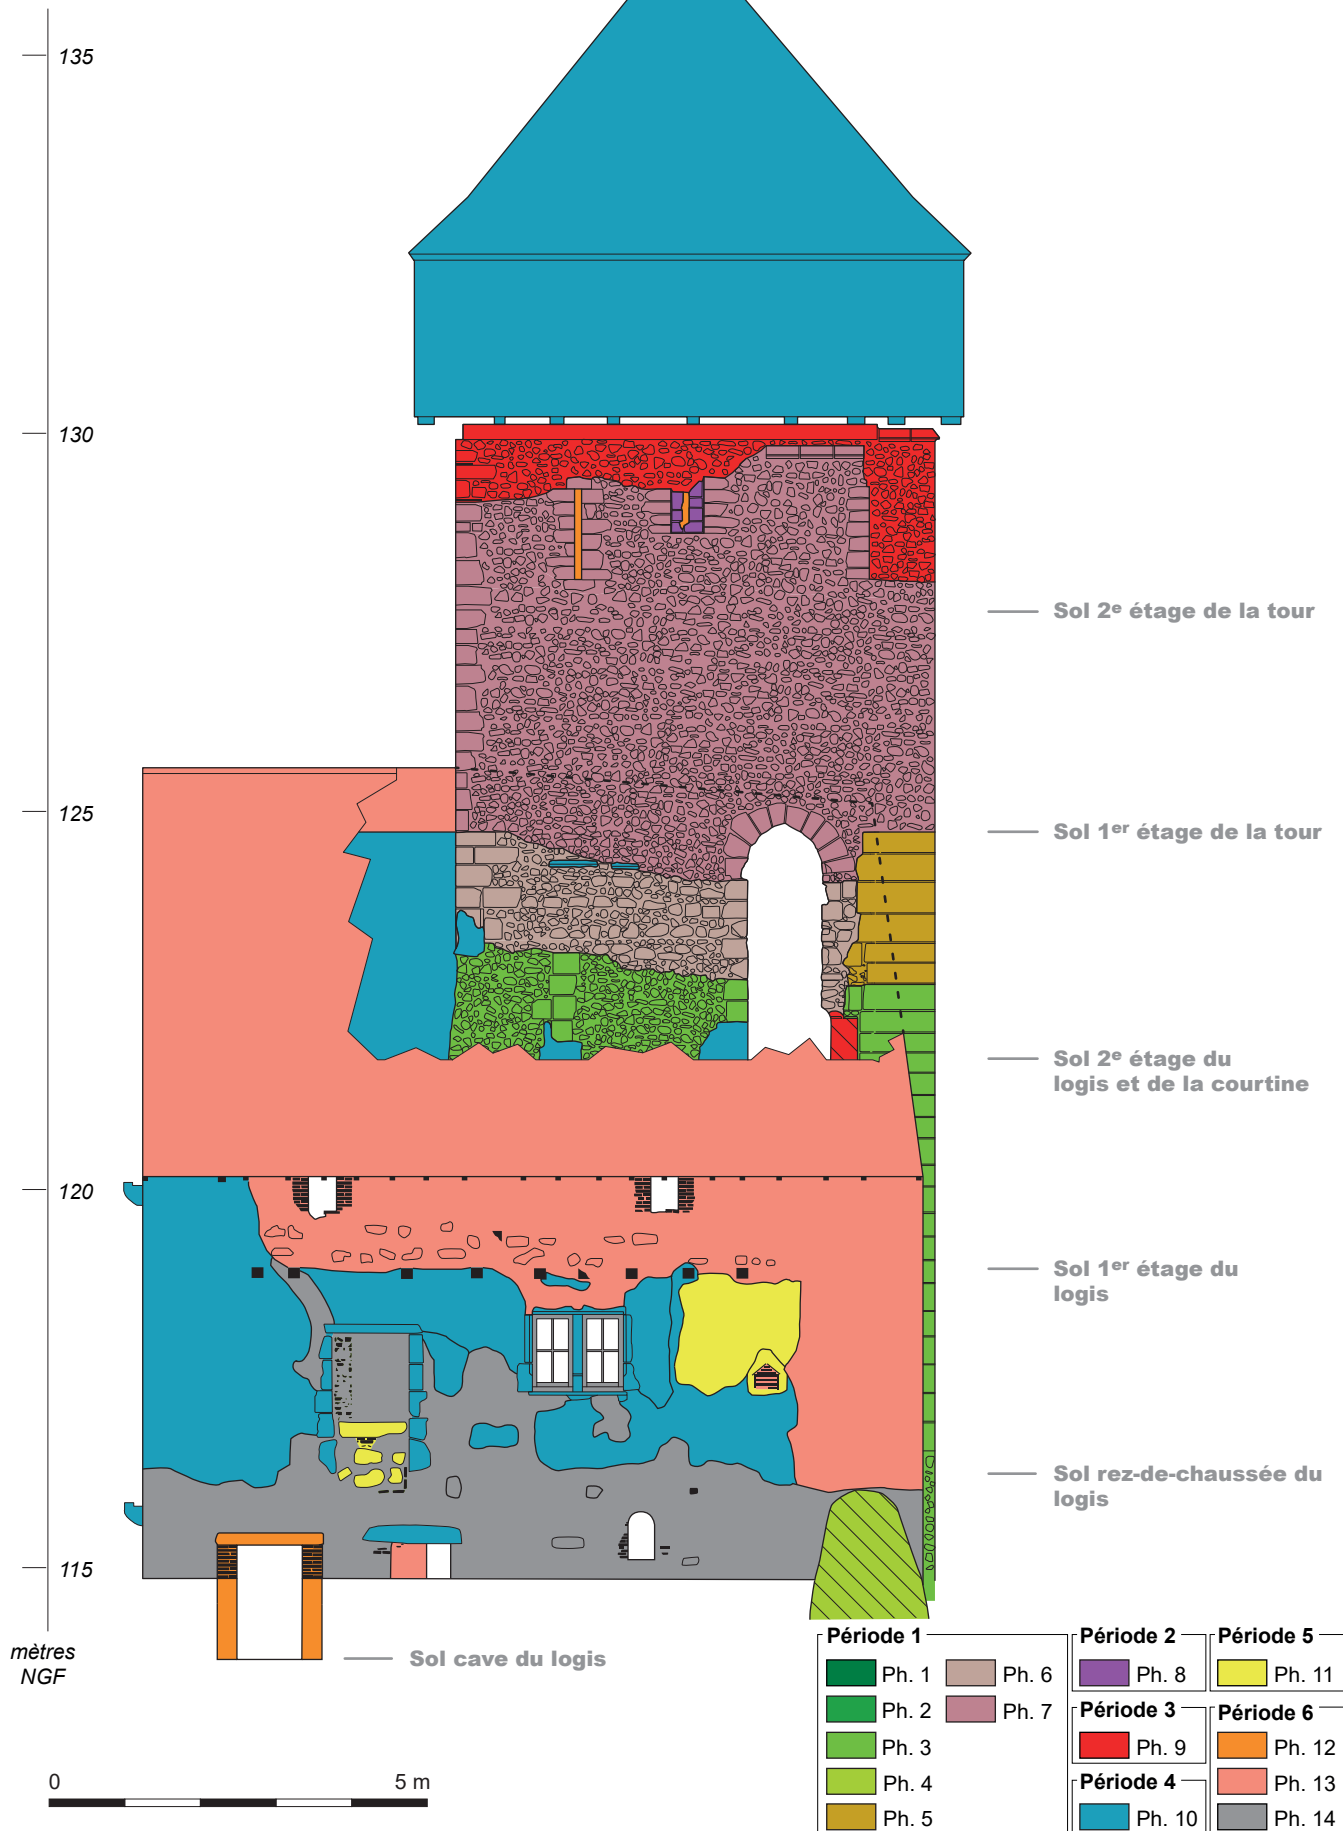 135
130
Sol 2e étage de la tour
125
Sol 1er étage de la tour
Sol 2e étage du
logis et de la courtine
120
Sol 1er étage du
logis
Sol rez-de-chaussée du
logis
115
mètres
NGF
Sol cave du logis
Période 1
Ph. 1
Ph. 2
Ph. 3
Ph. 4
Ph. 5
Ph. 6
Ph. 7
Période 2
Ph. 8
Période 3
Ph. 9
Période 4
Ph. 10
Période 5
Ph. 11
Période 6
Ph. 12
Ph. 13
Ph. 14
0
5 m